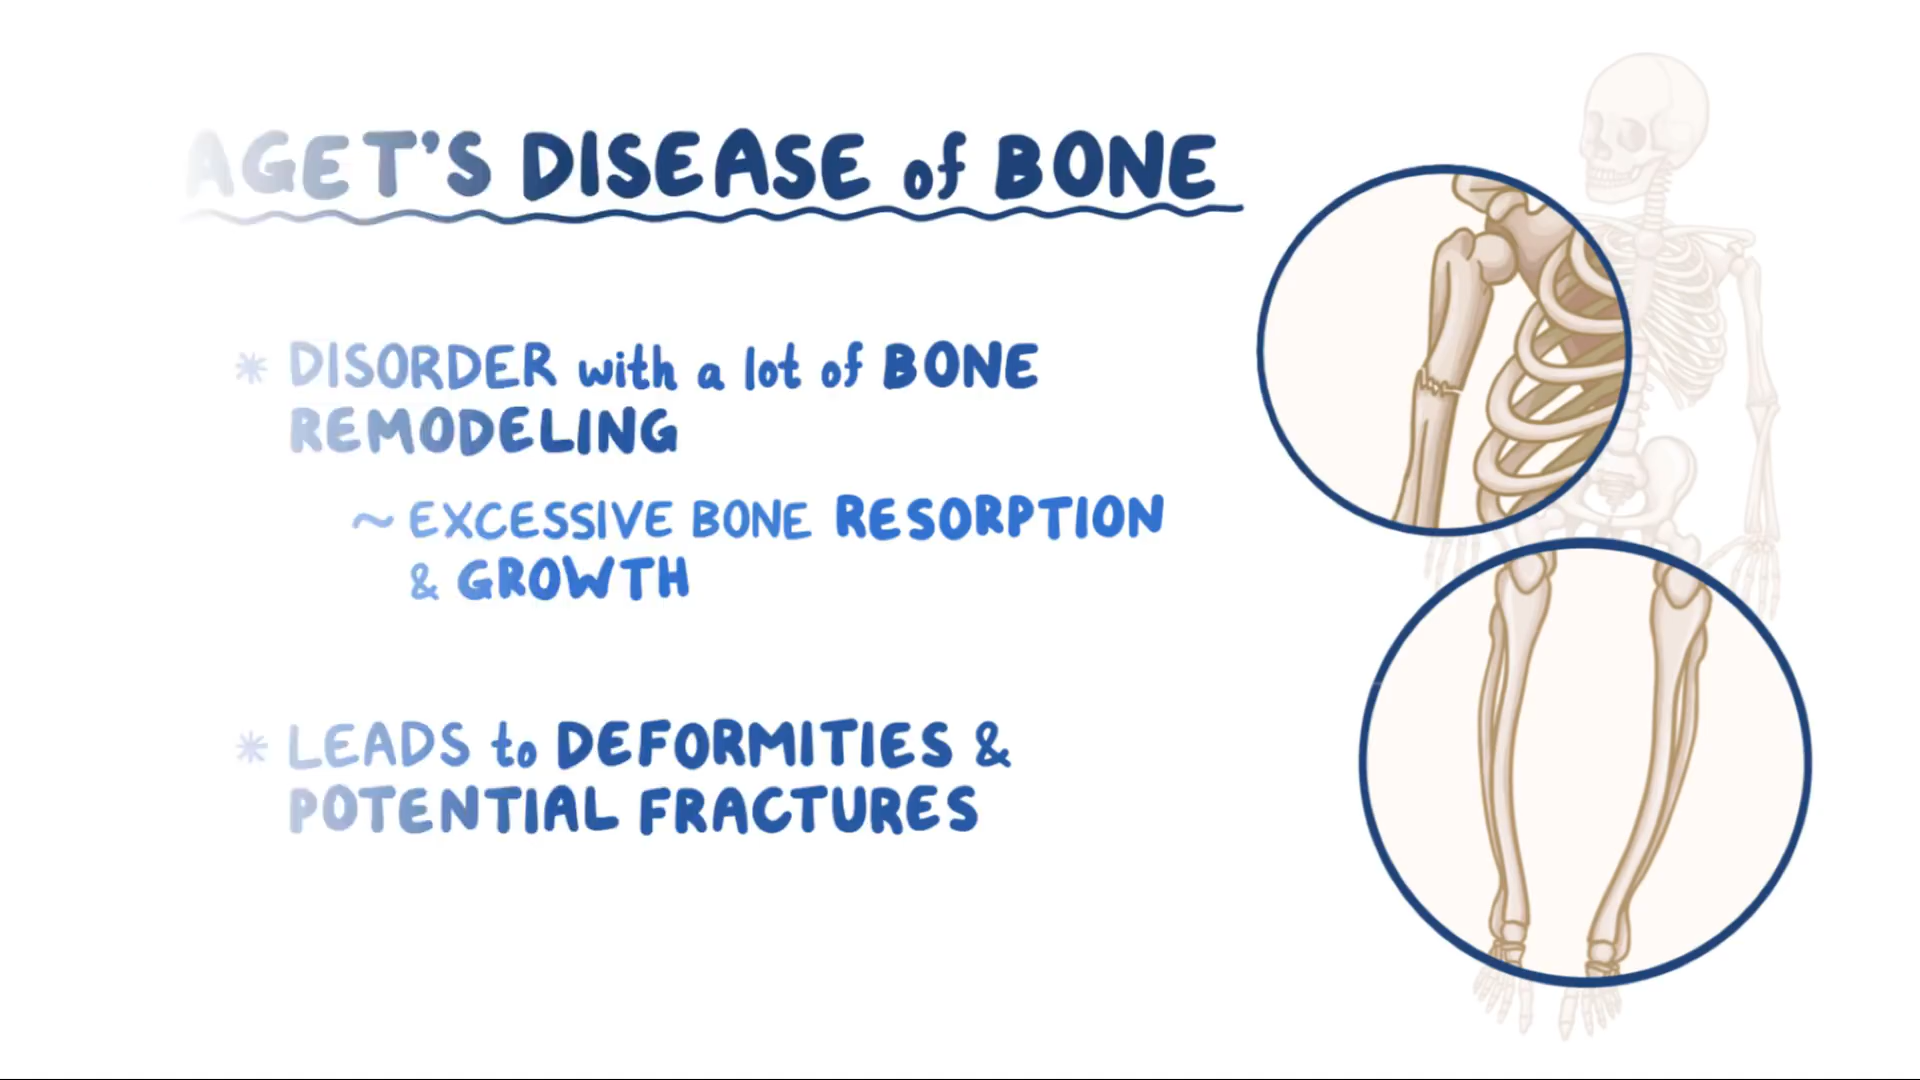 AGET'S DISEASE of BONE
* DISORDER with a lot of BONE
REMODELING
~ EXCESSIVE BONE RESORPTION
& GROWTH
* LEADS to DEFORMITIES &
POTENTIAL FRACTURES